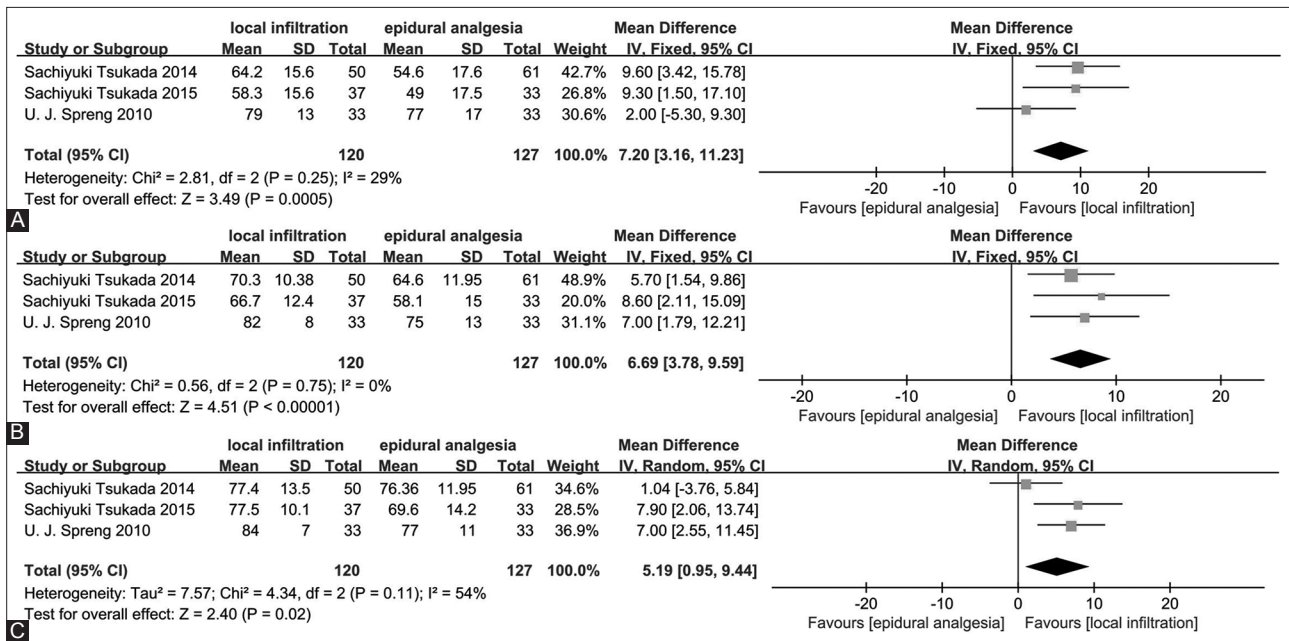 local infiltration epidural analgesia Mean Difference Mean Difference
Study or Subgroup Mean SD Total Mean SD Total Weight IV, Fixed, 95% CI IV, Fixed, 95% CI
Sachiyuki Tsukada 2014 64.2 15.6 50 54.6 17.6 61 42.7% 9.60 [3.42, 15.78]
Sachiyuki Tsukada 2015 58.3 15.6 37 49 17.5 33 26.8% 9.30 [1.50, 17.10]
U. J. Spreng 2010 79 13 33 77 17 33 30.6% 2.00 [-5.30, 9.30]
Total (95% CI) 120 127 100.0% 7.20 [3.16, 11.23]
Heterogeneity: Chi² = 2.81, df = 2 (P = 0.25); I² = 29%
-20 -10 0 10 20
Test for overall effect: Z = 3.49 (P = 0.0005)
Favours [epidural analgesia] Favours [local infiltration]
A
local infiltration epidural analgesia Mean Difference Mean Difference
Study or Subgroup Mean SD Total Mean SD Total Weight IV, Fixed, 95% CI IV, Fixed, 95% CI
Sachiyuki Tsukada 2014 70.3 10.38 50 64.6 11.95 61 48.9% 5.70 [1.54, 9.86]
Sachiyuki Tsukada 2015 66.7 12.4 37 58.1 15 33 20.0% 8.60 [2.11, 15.09]
U. J. Spreng 2010 82 8 33 75 13 33 31.1% 7.00 [1.79, 12.21]
Total (95% CI) 120 127 100.0% 6.69 [3.78, 9.59]
Heterogeneity: Chi² = 0.56, df = 2 (P = 0.75); I² = 0%
-20 -10 0 10 20
Test for overall effect: Z = 4.51 (P < 0.00001)
Favours [epidural analgesia] Favours [local infiltration]
B
local infiltration epidural analgesia Mean Difference Mean Difference
Study or Subgroup Mean SD Total Mean SD Total Weight IV, Random, 95% CI IV, Random, 95% CI
Sachiyuki Tsukada 2014 77.4 13.5 50 76.36 11.95 61 34.6% 1.04 [-3.76, 5.84]
Sachiyuki Tsukada 2015 77.5 10.1 37 69.6 14.2 33 28.5% 7.90 [2.06, 13.74]
U. J. Spreng 2010 84 7 33 77 11 33 36.9% 7.00 [2.55, 11.45]
Total (95% CI) 120 127 100.0% 5.19 [0.95, 9.44]
Heterogeneity: Tau² = 7.57; Chi² = 4.34, df = 2 (P = 0.11); I² = 54%
-20 -10 0 10 20
Test for overall effect: Z = 2.40 (P = 0.02)
Favours [epidural analgesia] Favours [local infiltration]
C